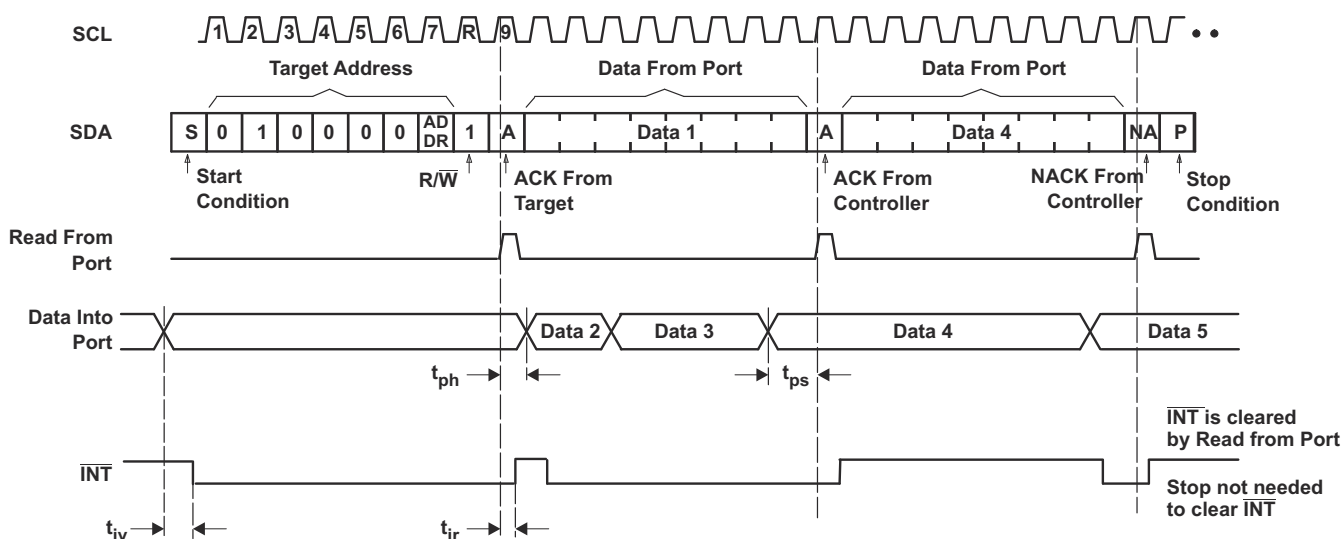 SCL
1 2 3 4 5 6 7 R 9
Target Address
Data From Port
Data From Port
SDA
S 0 1 0 0 0 0 AD DR 1 A Data 1 A Data 4 NA P
Start
Condition
R/W̅
ACK From
Target
ACK From
Controller
NACK From
Controller
Stop
Condition
Read From
Port
Data Into
Port
Data 2 Data 3 Data 4 Data 5
tph
tps
I̅N̅T̅
I̅N̅T̅ is cleared
by Read from Port
Stop not needed
to clear I̅N̅T̅
tiv
tir